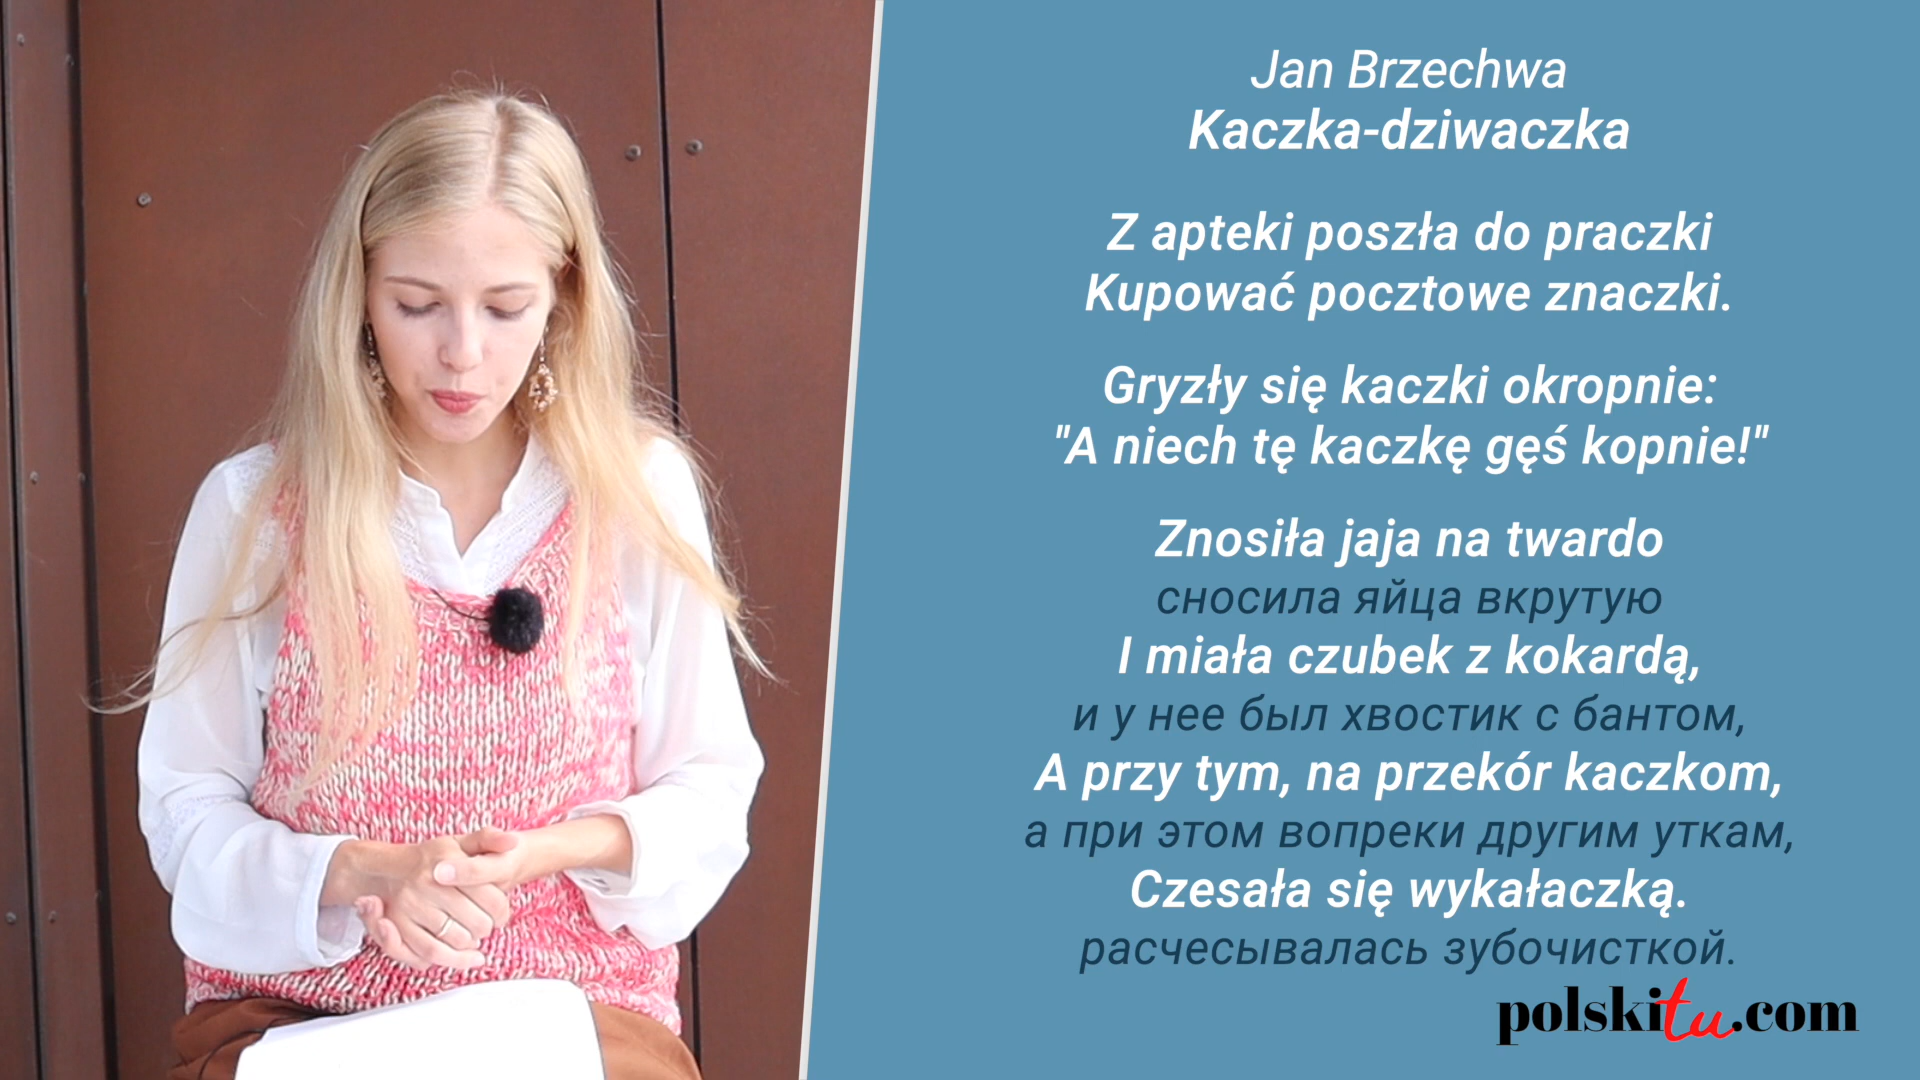 Jan Brzechwa
Kaczka-dziwaczka
Z apteki poszła do praczki
Kupować pocztowe znaczki.
Gryzły się kaczki okropnie:
"A niech tę kaczkę gęś kopnie!"
Znosiła jaja na twardo
сносила яйца вкрутую
I miała czubek z kokardą,
и у нее был хвостик с бантом,
A przy tym, na przekór kaczkom,
а при этом вопреки другим уткам,
Czesała się wykałaczką.
расчесывалась зубочисткой.
polskitu.com